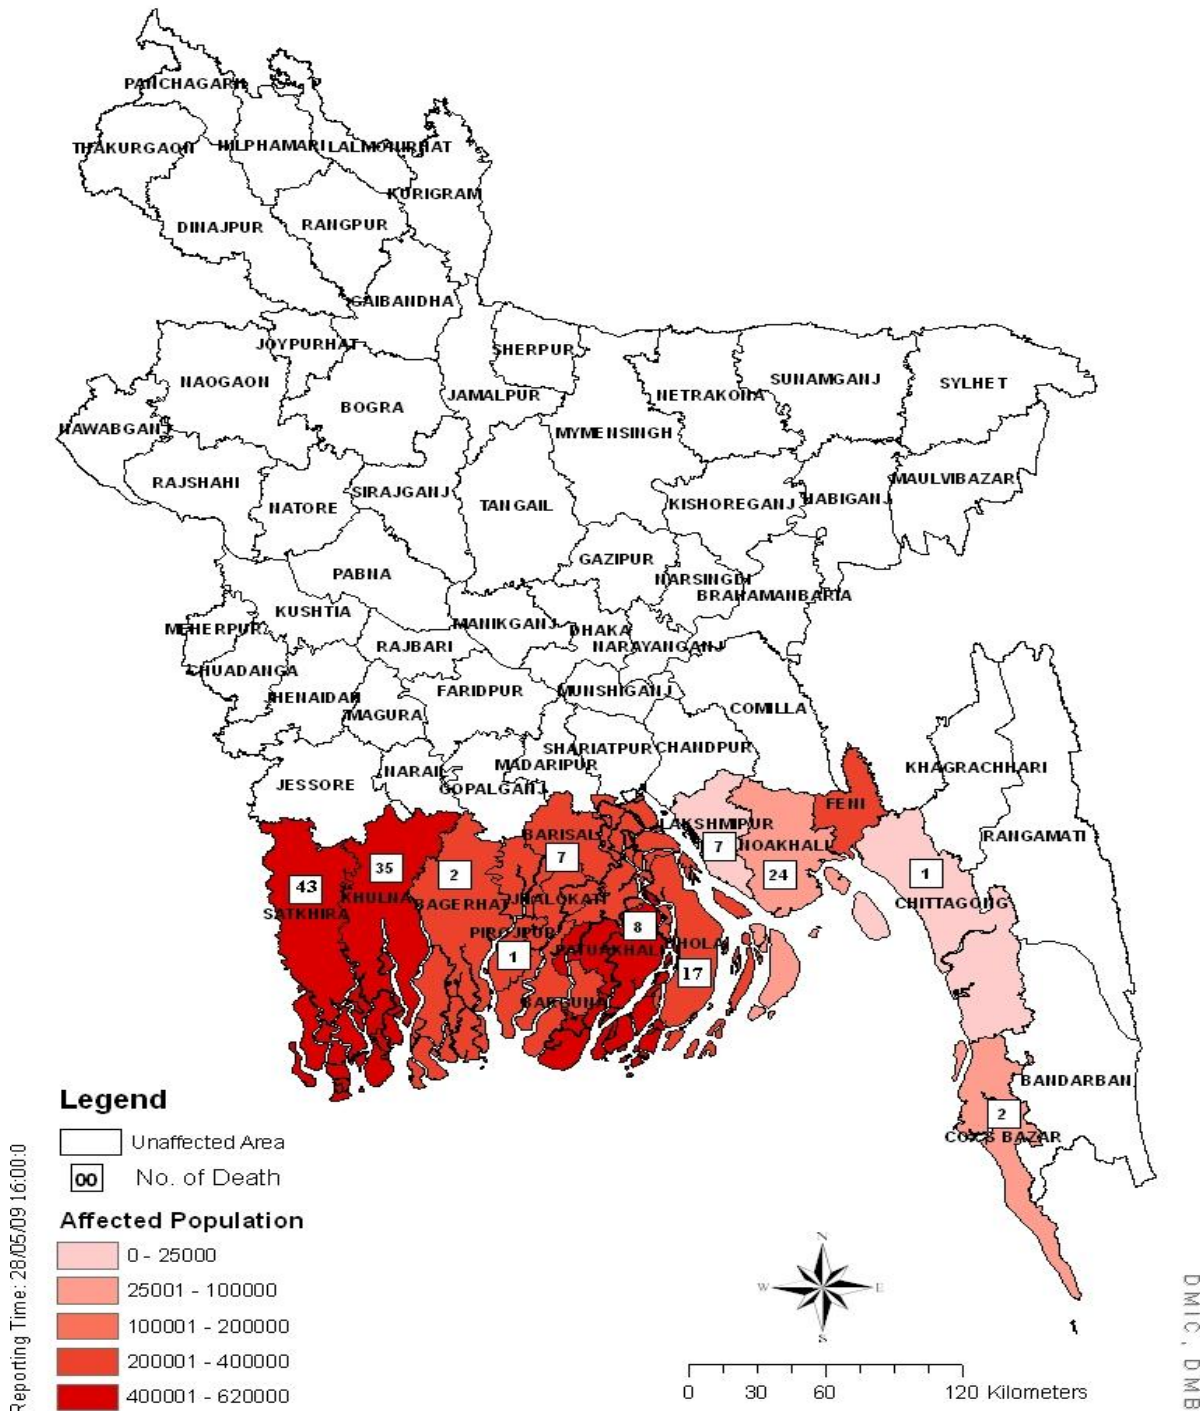 PANCHAGARH
THAKURGAON
NILPHAMARI
LALMONIRHAT
KURIGRAM
DINAJPUR
RANGPUR
GAIBANDHA
JOYPURHAT
SHERPUR
NAOGAON
BOGRA
JAMALPUR
NETRAKONA
SUNAMGANJ
SYLHET
NAWABGANJ
MYMENSINGH
RAJSHAHI
NATORE
SIRAJGANJ
TANGAIL
KISHOREGANJ
HABIGANJ
MAULVIBAZAR
PABNA
GAZIPUR
NARSINGDI
BRAHAMANBARIA
MEHERPUR
KUSHTIA
RAJBARI
MANIKGANJ
DHAKA
NARAYANGANJ
CHUADANGA
JHENAIDAH
MAGURA
FARIDPUR
MUNSHIGANJ
COMILLA
JESSORE
NARAIL
GOPALGANJ
MADARIPUR
SHARIATPUR
CHANDPUR
KHAGRACHHARI
FENI
RANGAMATI
LAKSHMIPUR
7
NOAKHALI
24
BARISAL
7
43
SATKHIRA
35
KHULNA
2
BAGERHAT
JHALOKATI
PIROJPUR
1
8
PATUAKHALI
BHOLA
17
BARGUNA
1
CHITTAGONG
BANDARBAN
2
COX'S BAZAR
Legend
Unaffected Area
00 No. of Death
Affected Population
0 - 25000
25001 - 100000
100001 - 200000
200001 - 400000
400001 - 620000
Reporting Time: 28/05/09 16:00:0
N
W E
S
0 30 60 120 Kilometers
DMIC, DMB